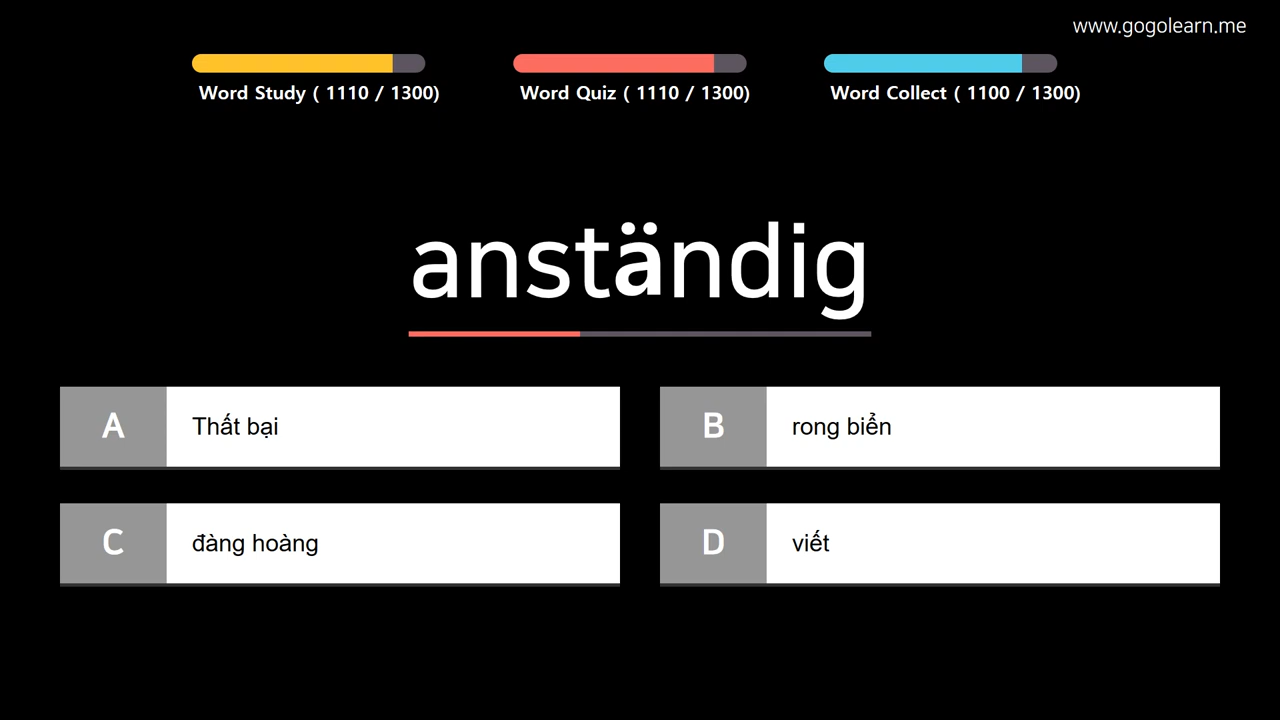 www.gogolearn.me
Word Study ( 1110 / 1300)
Word Quiz ( 1110 / 1300)
Word Collect ( 1100 / 1300)
anständig
A
Thất bại
B
rong biển
C
đàng hoàng
D
viết